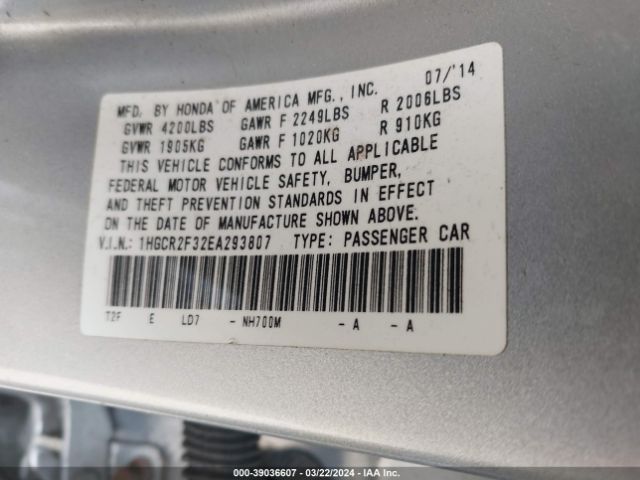 MFD. BY HONDA OF AMERICA MFG., INC. 07/'14
GVWR 4200LBS GAWR F 2249LBS R 2006LBS
GVWR 1905KG GAWR F 1020KG R 910KG
THIS VEHICLE CONFORMS TO ALL APPLICABLE
FEDERAL MOTOR VEHICLE SAFETY, BUMPER,
AND THEFT PREVENTION STANDARDS IN EFFECT
ON THE DATE OF MANUFACTURE SHOWN ABOVE.
V.I.N.: 1HGCR2F32EA293807 TYPE: PASSENGER CAR
T2F E LD7 - NH700M - A - A
000-39036607 - 03/22/2024 - IAA Inc.